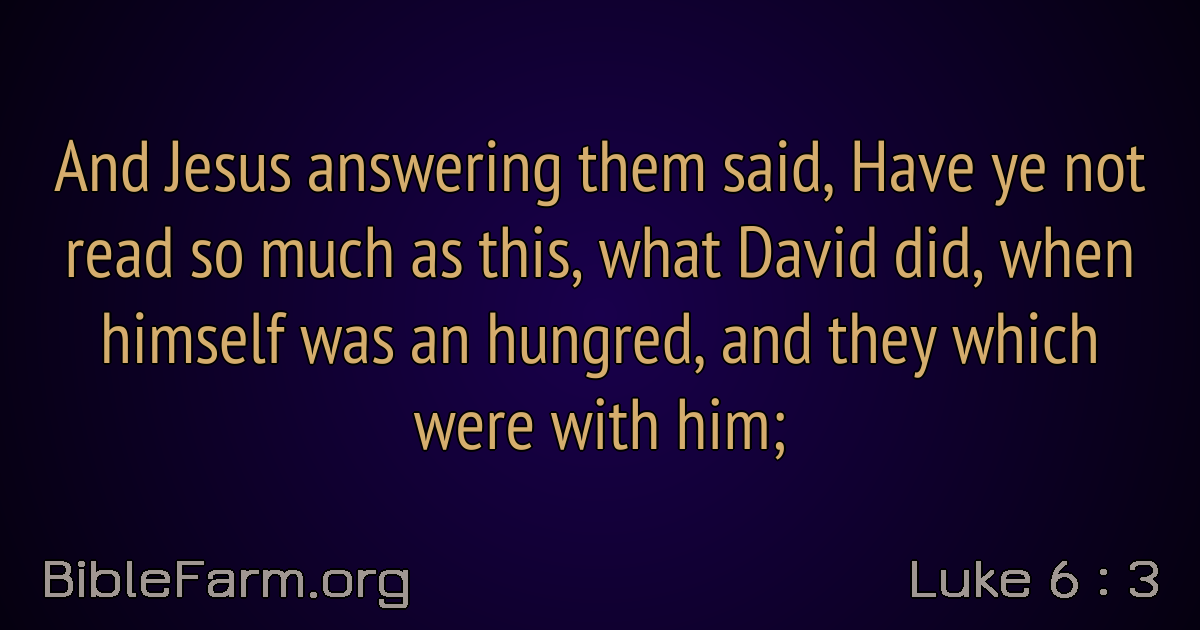 And Jesus answering them said, Have ye not
read so much as this, what David did, when
himself was an hungred, and they which
were with him;
BibleFarm.org
Luke 6 : 3